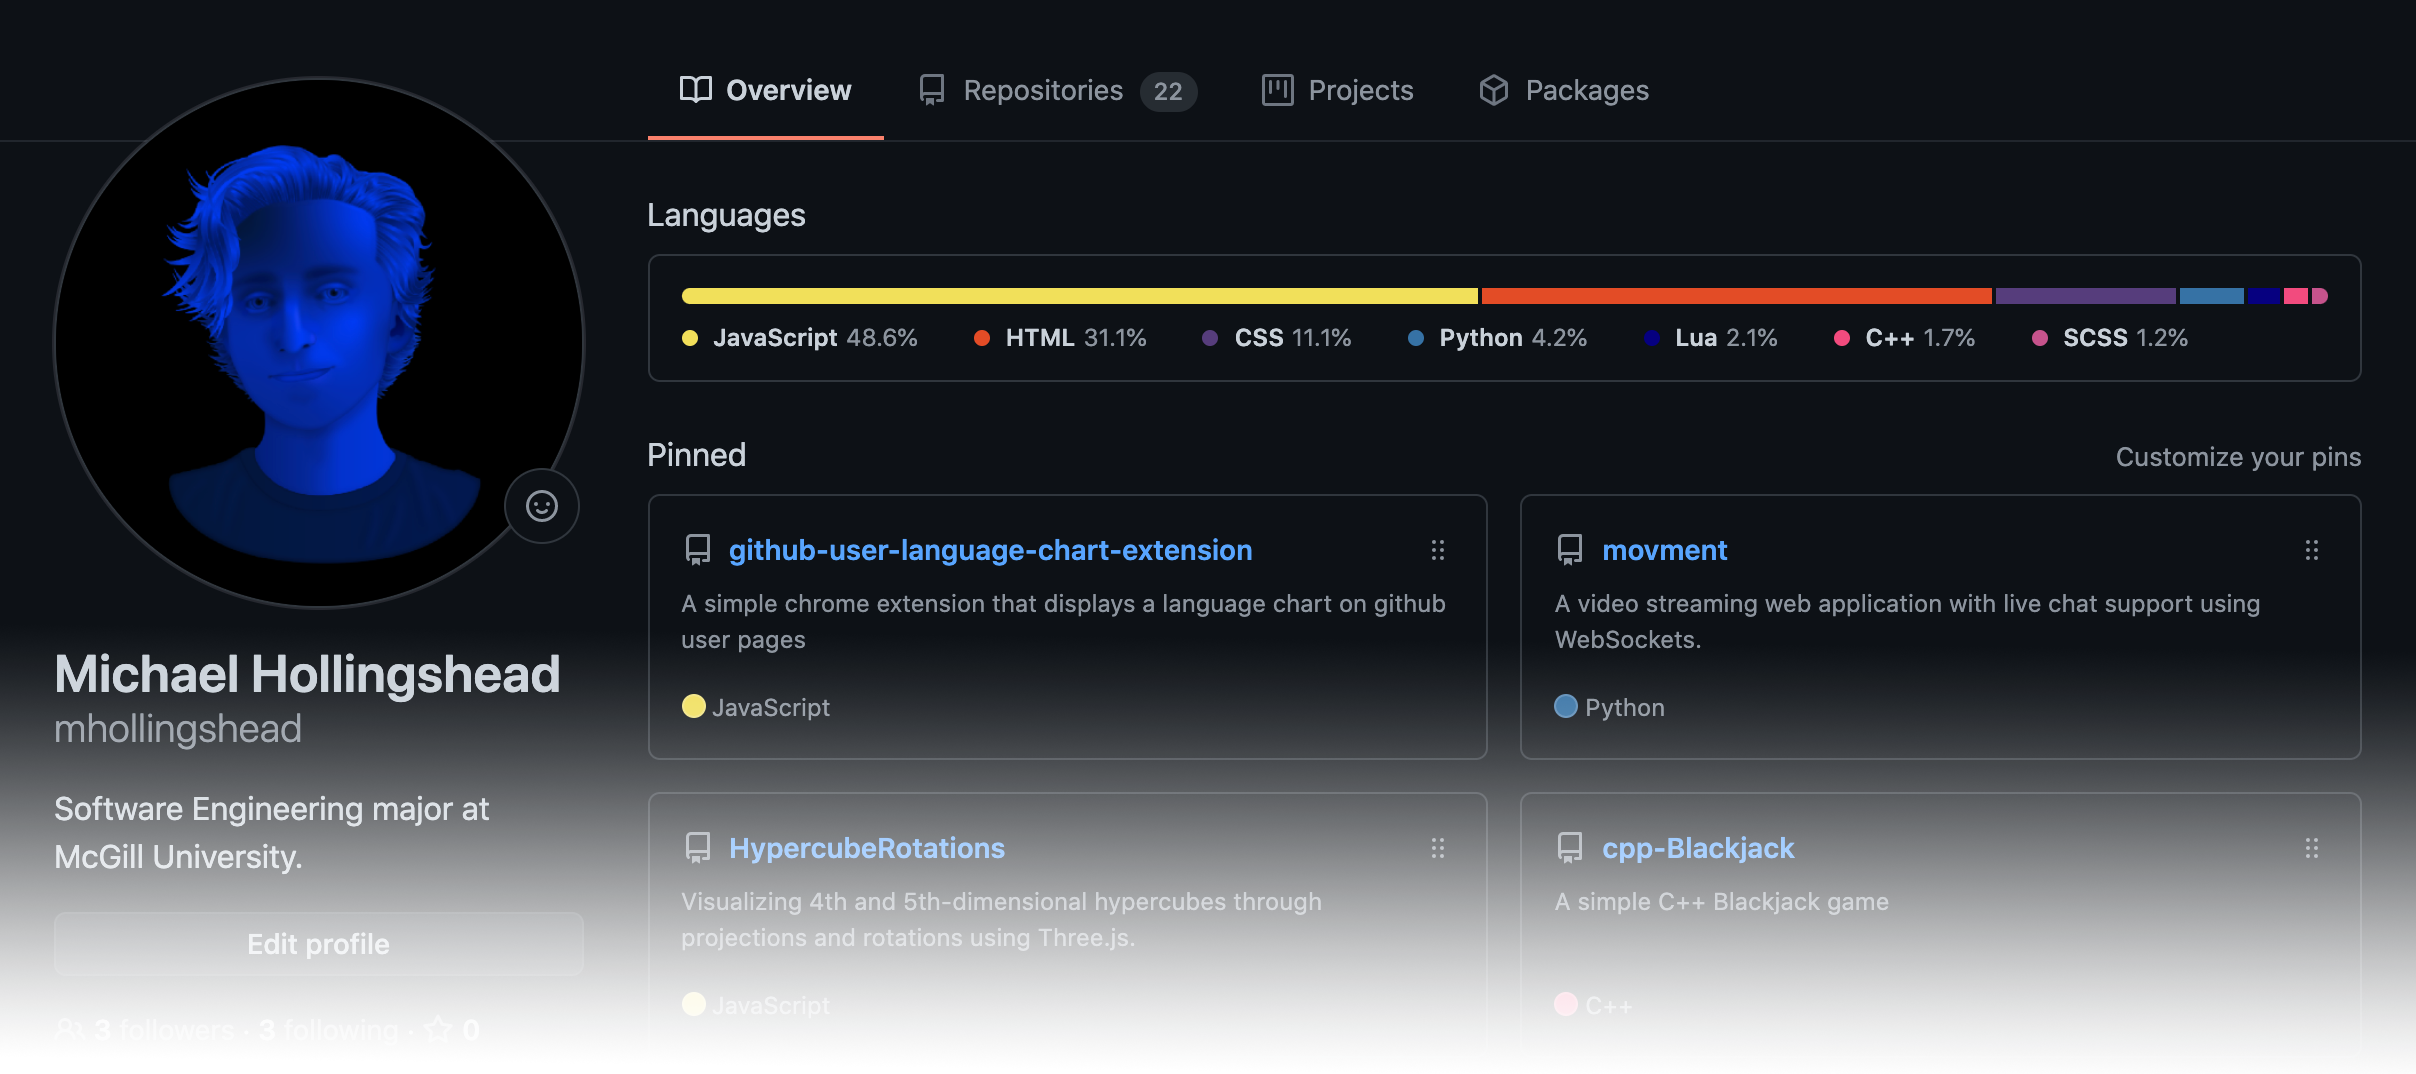 Overview
Repositories 22
Projects
Packages
Languages
JavaScript 48.6%
HTML 31.1%
CSS 11.1%
Python 4.2%
Lua 2.1%
C++ 1.7%
SCSS 1.2%
Pinned
Customize your pins
github-user-language-chart-extension
A simple chrome extension that displays a language chart on github
user pages
JavaScript
movment
A video streaming web application with live chat support using
WebSockets.
Python
HypercubeRotations
Visualizing 4th and 5th-dimensional hypercubes through
projections and rotations using Three.js.
JavaScript
cpp-Blackjack
A simple C++ Blackjack game
C++
Michael Hollingshead
mhollingshead
Software Engineering major at
McGill University.
Edit profile
3 followers · 3 following · 0